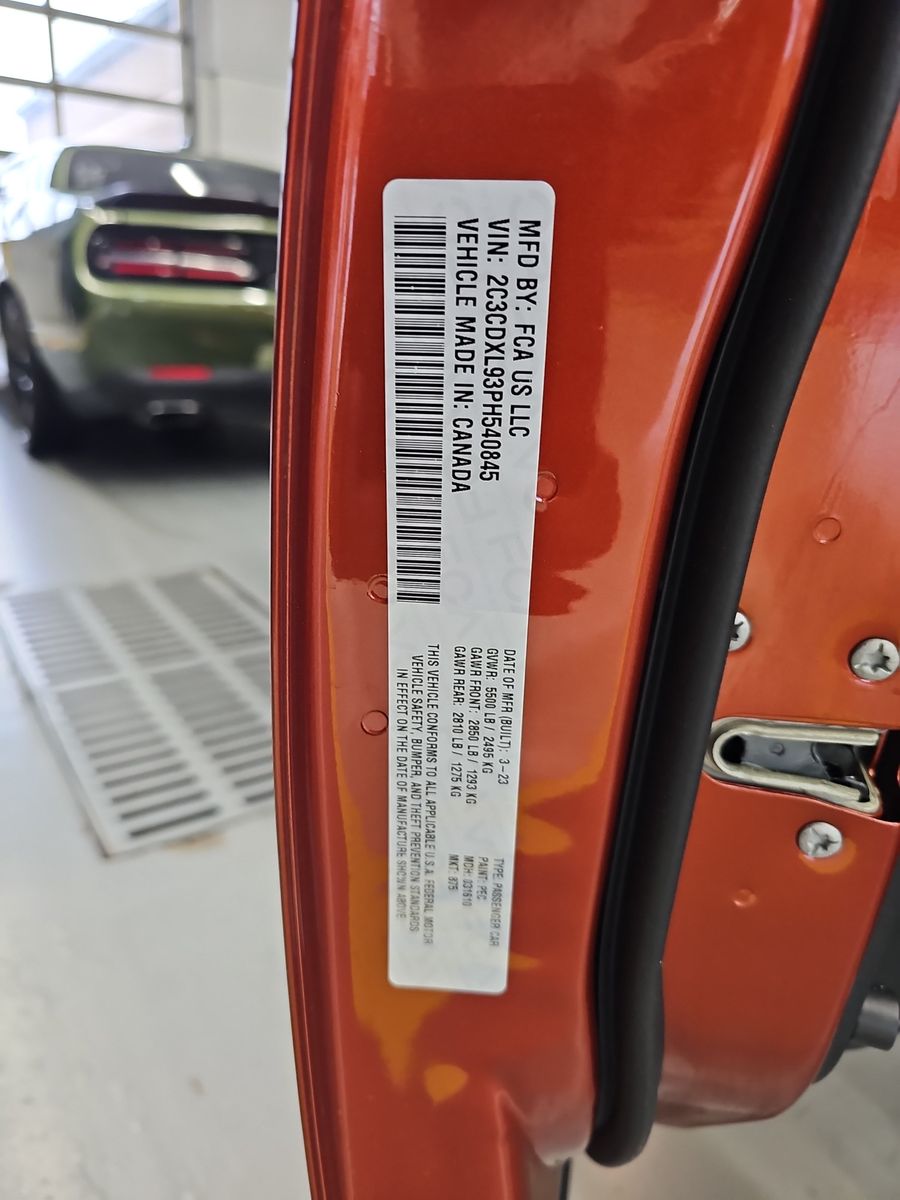 MFD BY: FCA US LLC
VIN: 2C3CDXL93PH540845
VEHICLE MADE IN: CANADA
DATE OF MFR (BUILT): 3-23
GVWR: 5500 LB / 2495 KG
GAWR FRONT: 2850 LB / 1293 KG
GAWR REAR: 2810 LB / 1275 KG
THIS VEHICLE CONFORMS TO ALL APPLICABLE U.S.A. FEDERAL MOTOR
VEHICLE SAFETY, BUMPER, AND THEFT PREVENTION STANDARDS
IN EFFECT ON THE DATE OF MANUFACTURE SHOWN ABOVE
TYPE: PASSENGER CAR
PAINT: PEC
MDH: 031610
MKT: 875